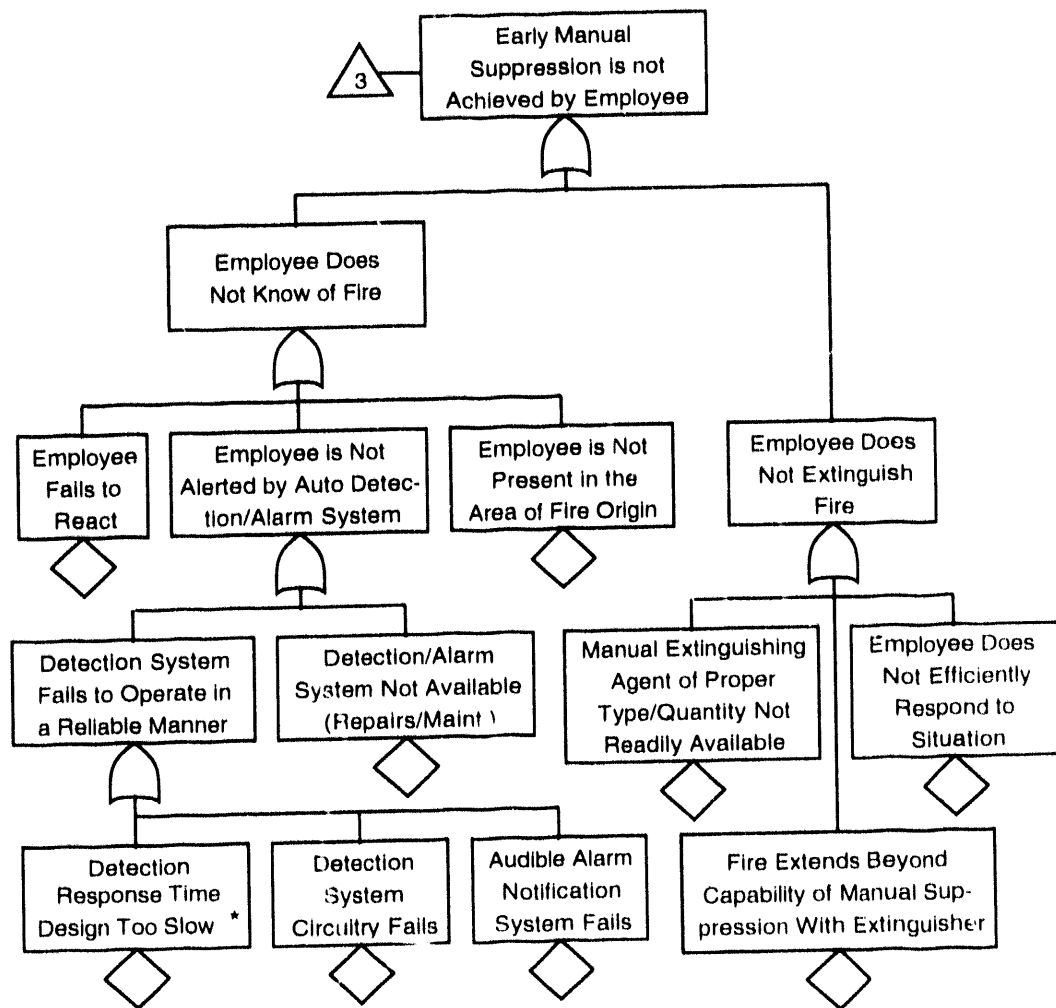 Early Manual
Suppression is not
Achieved by Employee
3
Employee Does
Not Know of Fire
Employee
Fails to
React
Employee is Not
Alerted by Auto Detec-
tion/Alarm System
Employee is Not
Present in the
Area of Fire Origin
Employee Does
Not Extinguish
Fire
Detection System
Fails to Operate in
a Reliable Manner
Detection/Alarm
System Not Available
(Repairs/Maint )
Manual Extinguishing
Agent of Proper
Type/Quantity Not
Readily Available
Employee Does
Not Efficiently
Respond to
Situation
Detection
Response Time
Design Too Slow *
Detection
System
Circuitry Fails
Audible Alarm
Notification
System Fails
Fire Extends Beyond
Capability of Manual Sup-
pression With Extinguisher